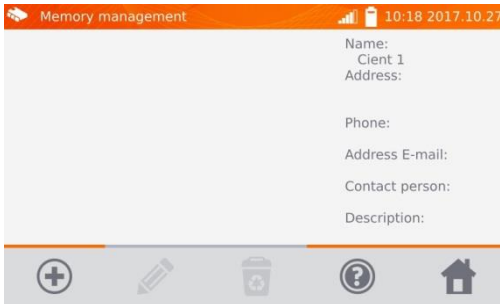 Memory management 10:18 2017.10.27
Name:
Cient 1
Address:
Phone:
Address E-mail:
Contact person:
Description: